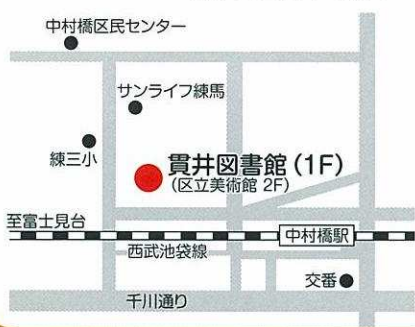 中村橋区民センター
サンライフ練馬
練三小
貫井図書館(1F)
(区立美術館 2F)
至富士見台
中村橋駅
西武池袋線
交番
千川通り